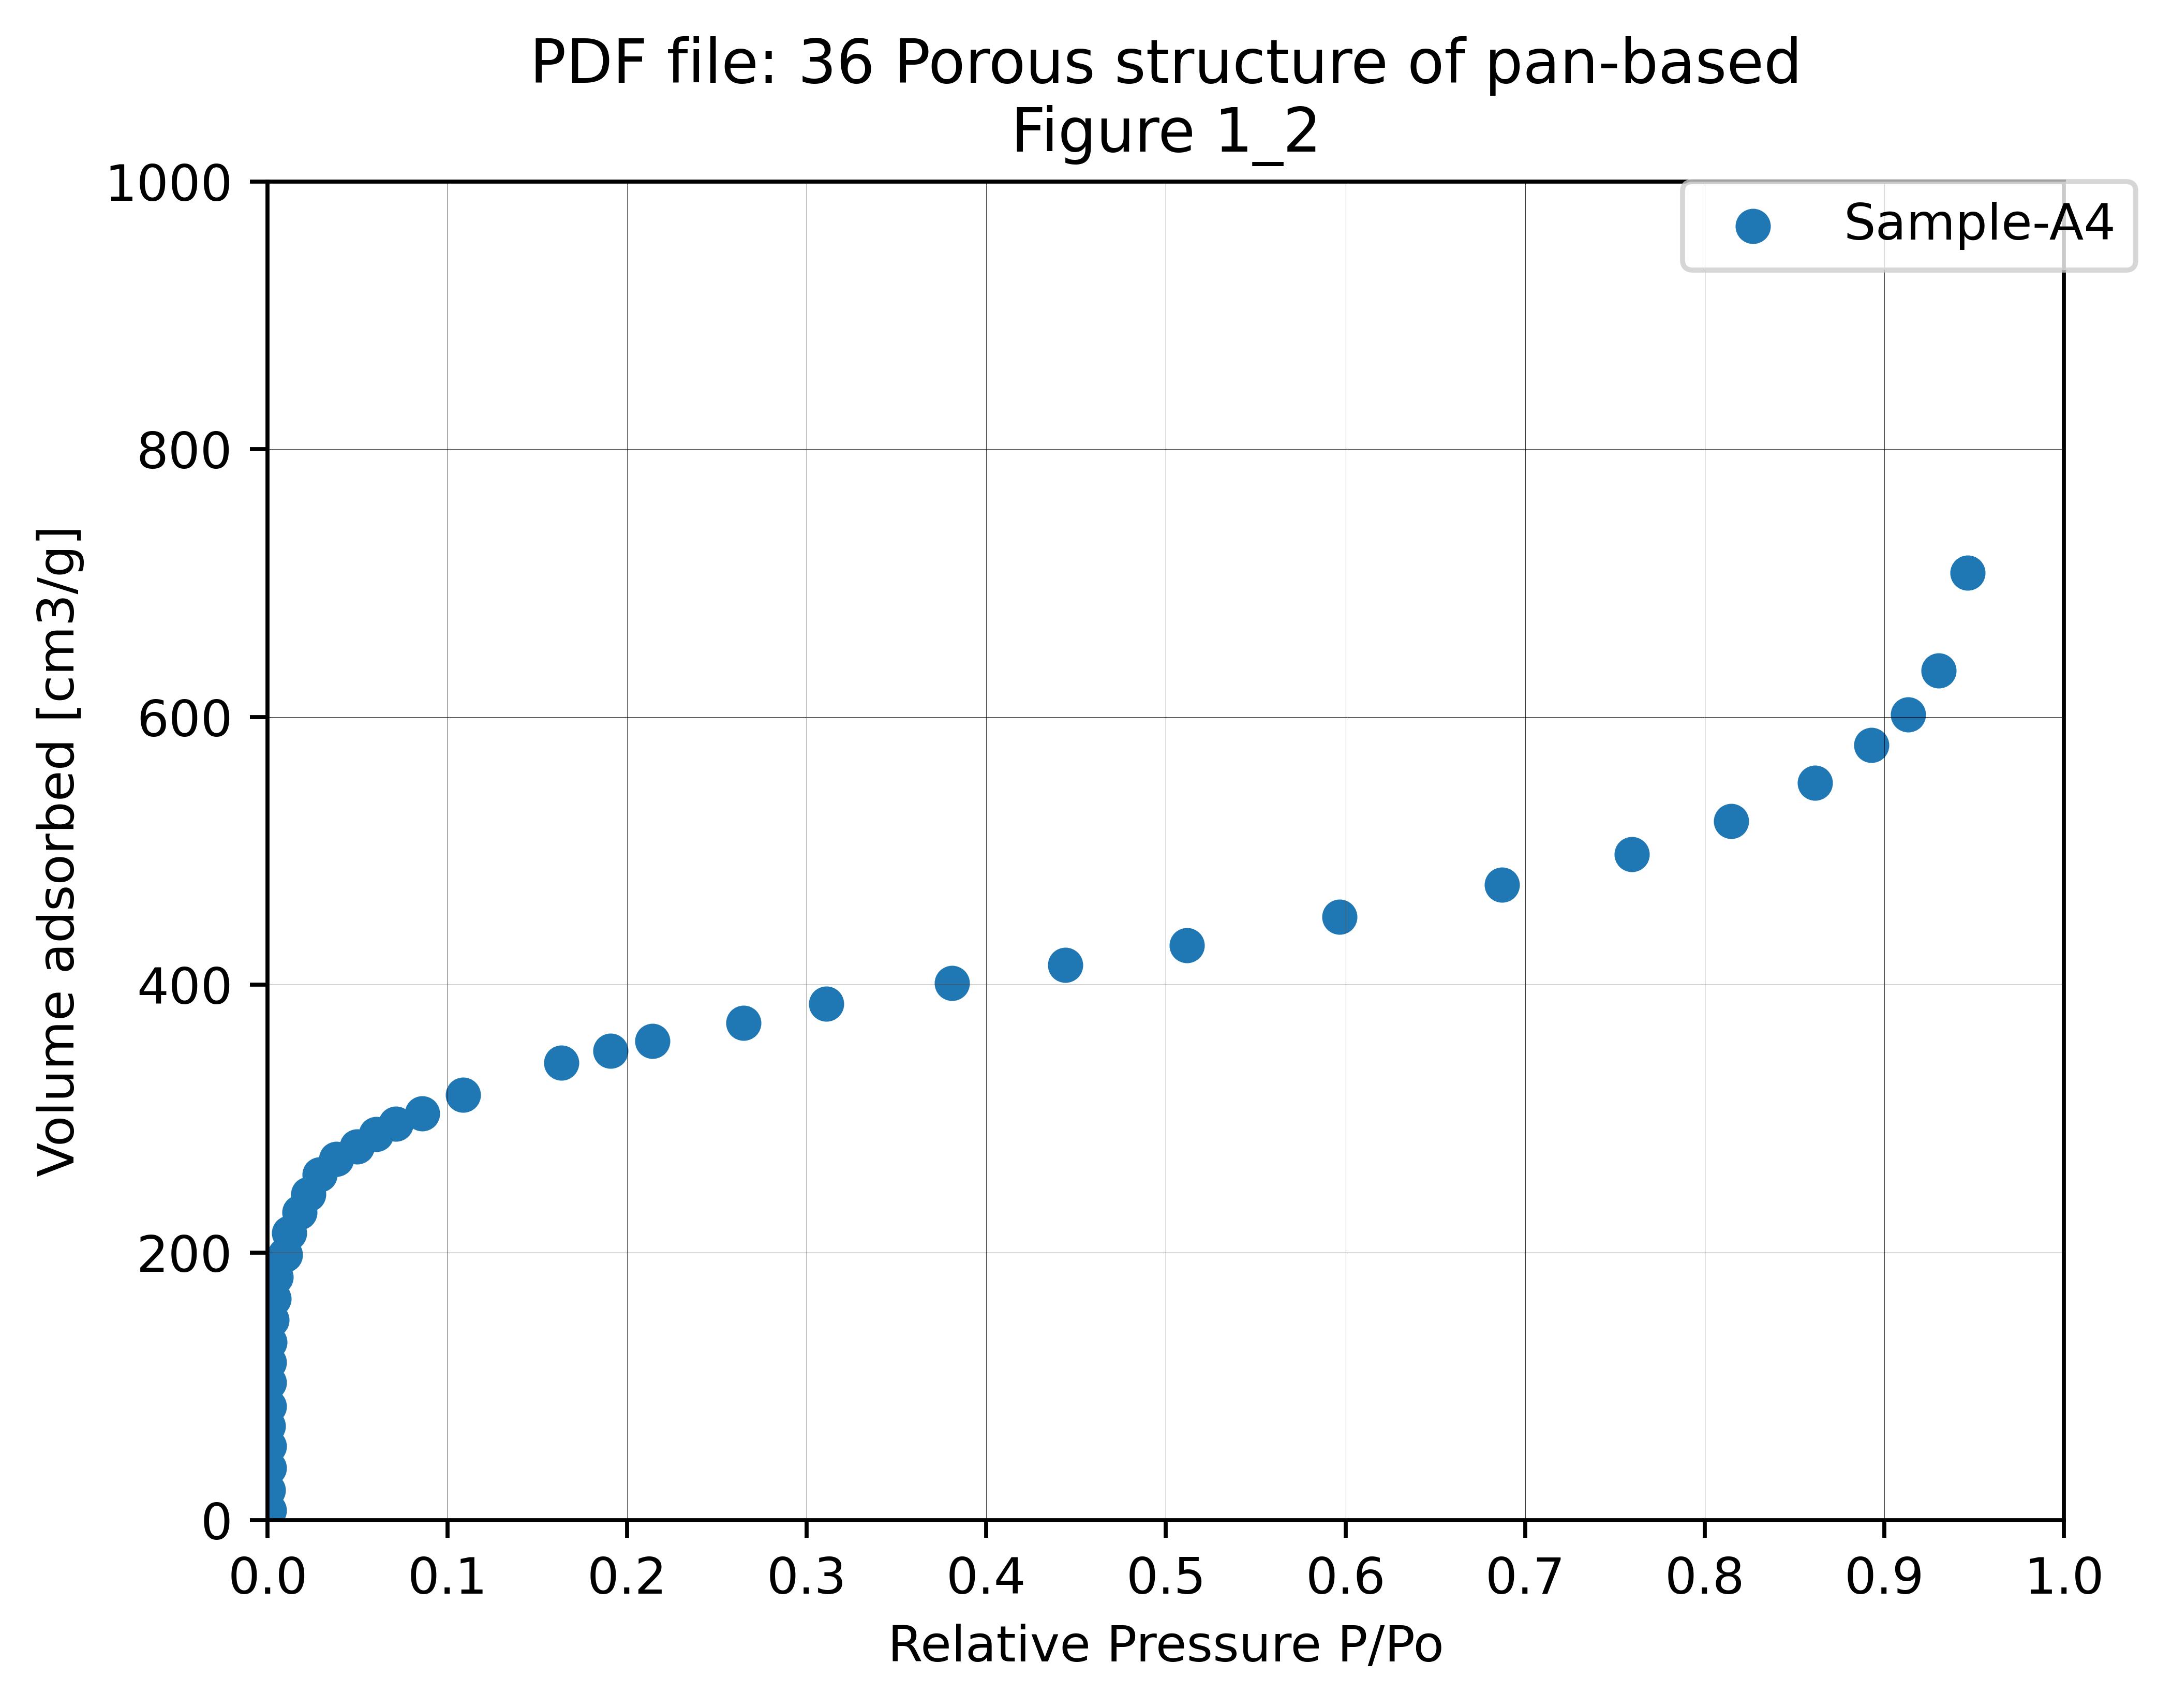 PDF file: 36 Porous structure of pan-based
Figure 1_2
Sample-A4
1000
800
600
400
200
0
Volume adsorbed [cm3/g]
0.0 0.1 0.2 0.3 0.4 0.5 0.6 0.7 0.8 0.9 1.0
Relative Pressure P/Po